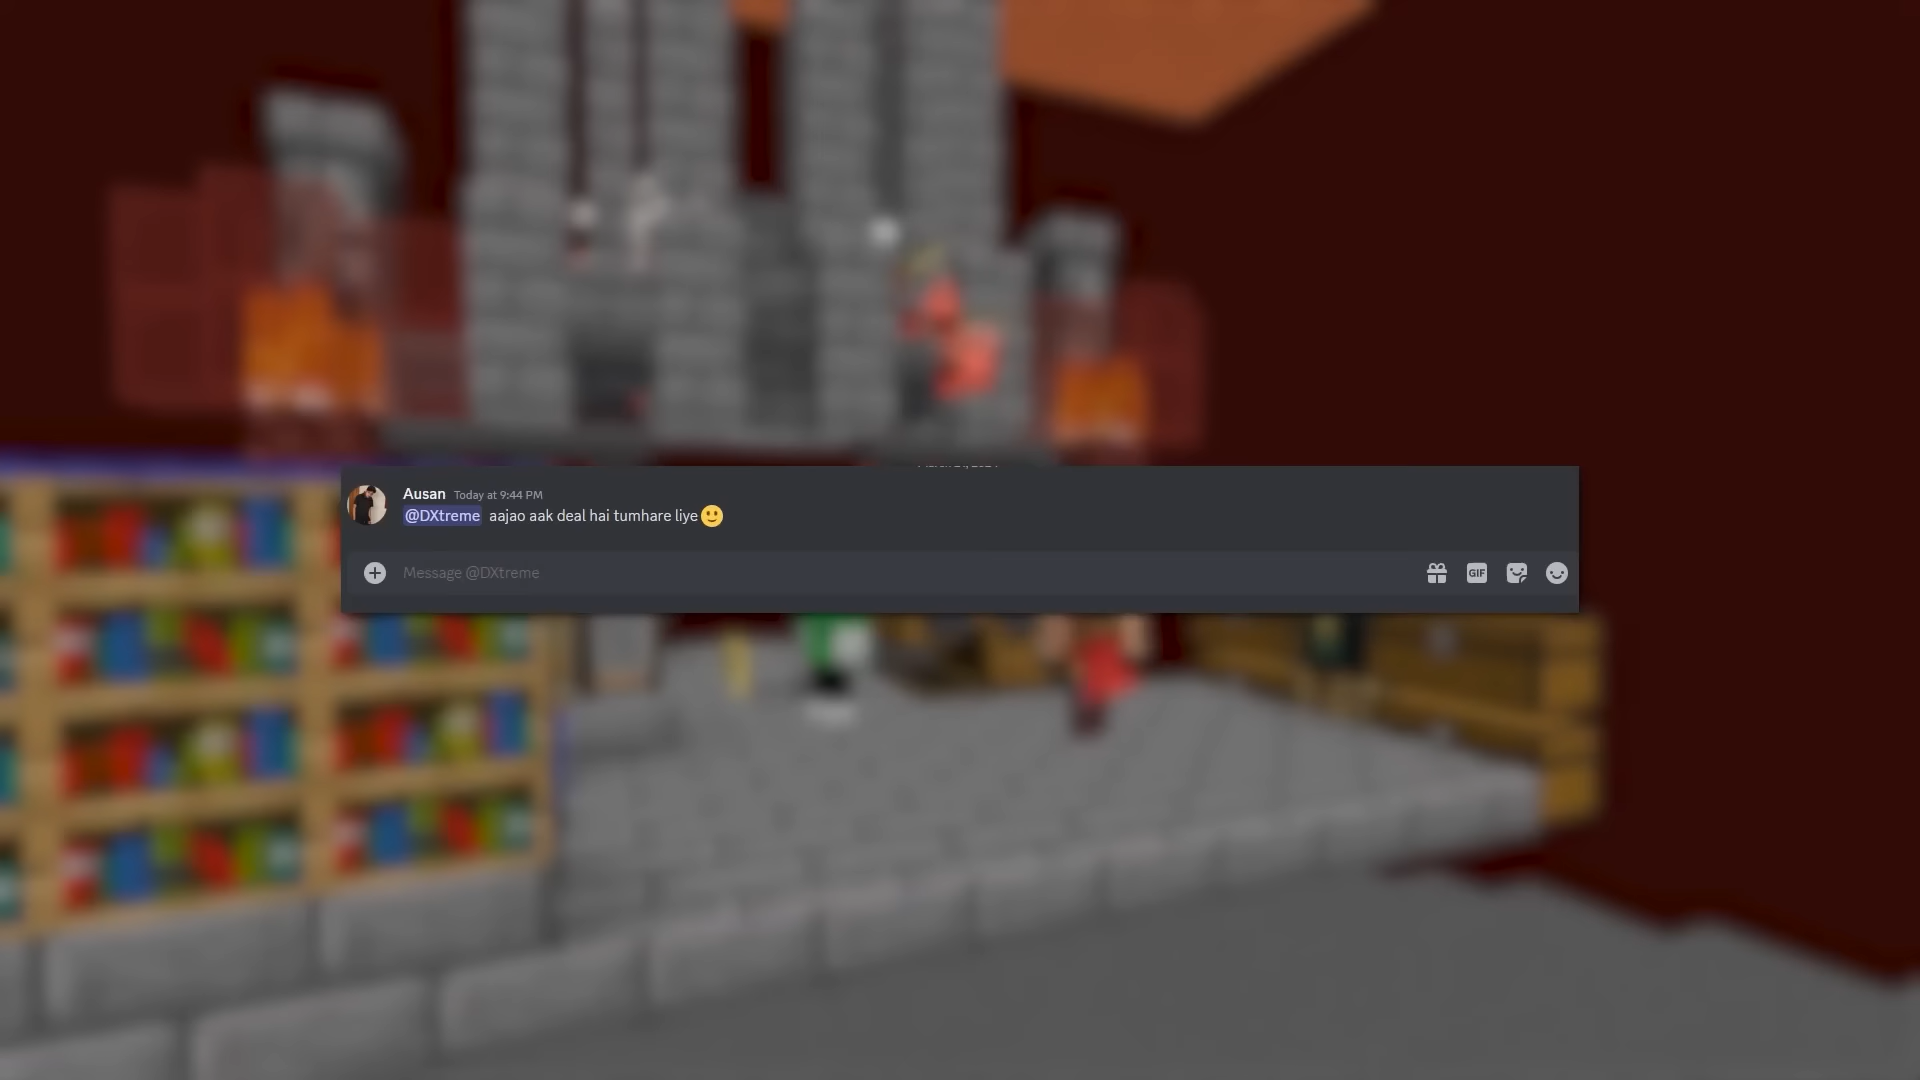 Ausan Today at 9:44 PM
@DXtreme aajao aak deal hai tumhare liye🙂
Message @DXtreme
GIF